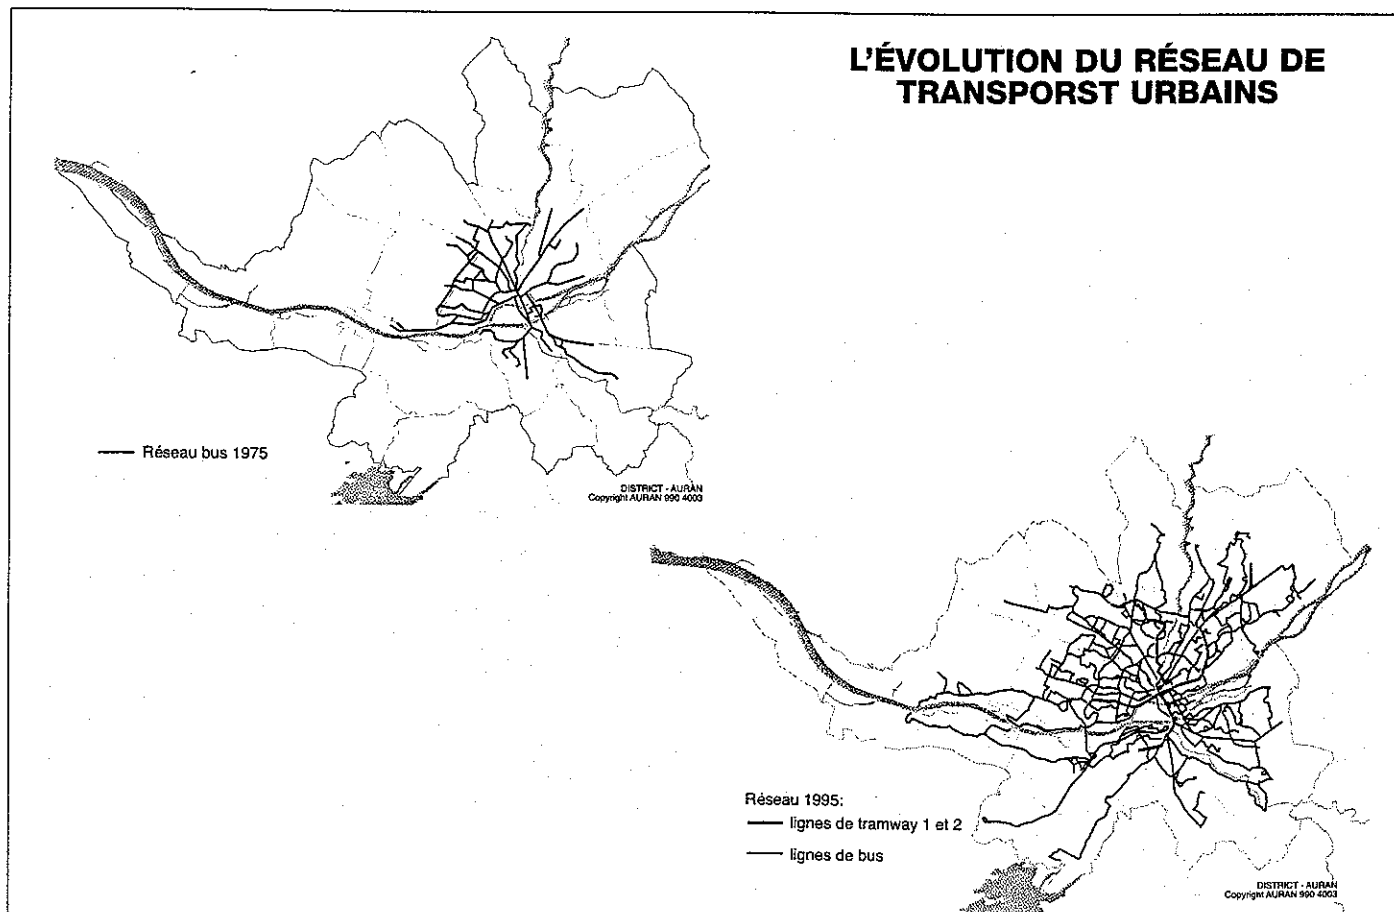 L'ÉVOLUTION DU RÉSEAU DE
TRANSPORST URBAINS
Réseau bus 1975
DISTRICT - AURAN
Copyright AURAN 990 4003
Réseau 1995:
lignes de tramway 1 et 2
lignes de bus
DISTRICT - AURAN
Copyright AURAN 990 4003